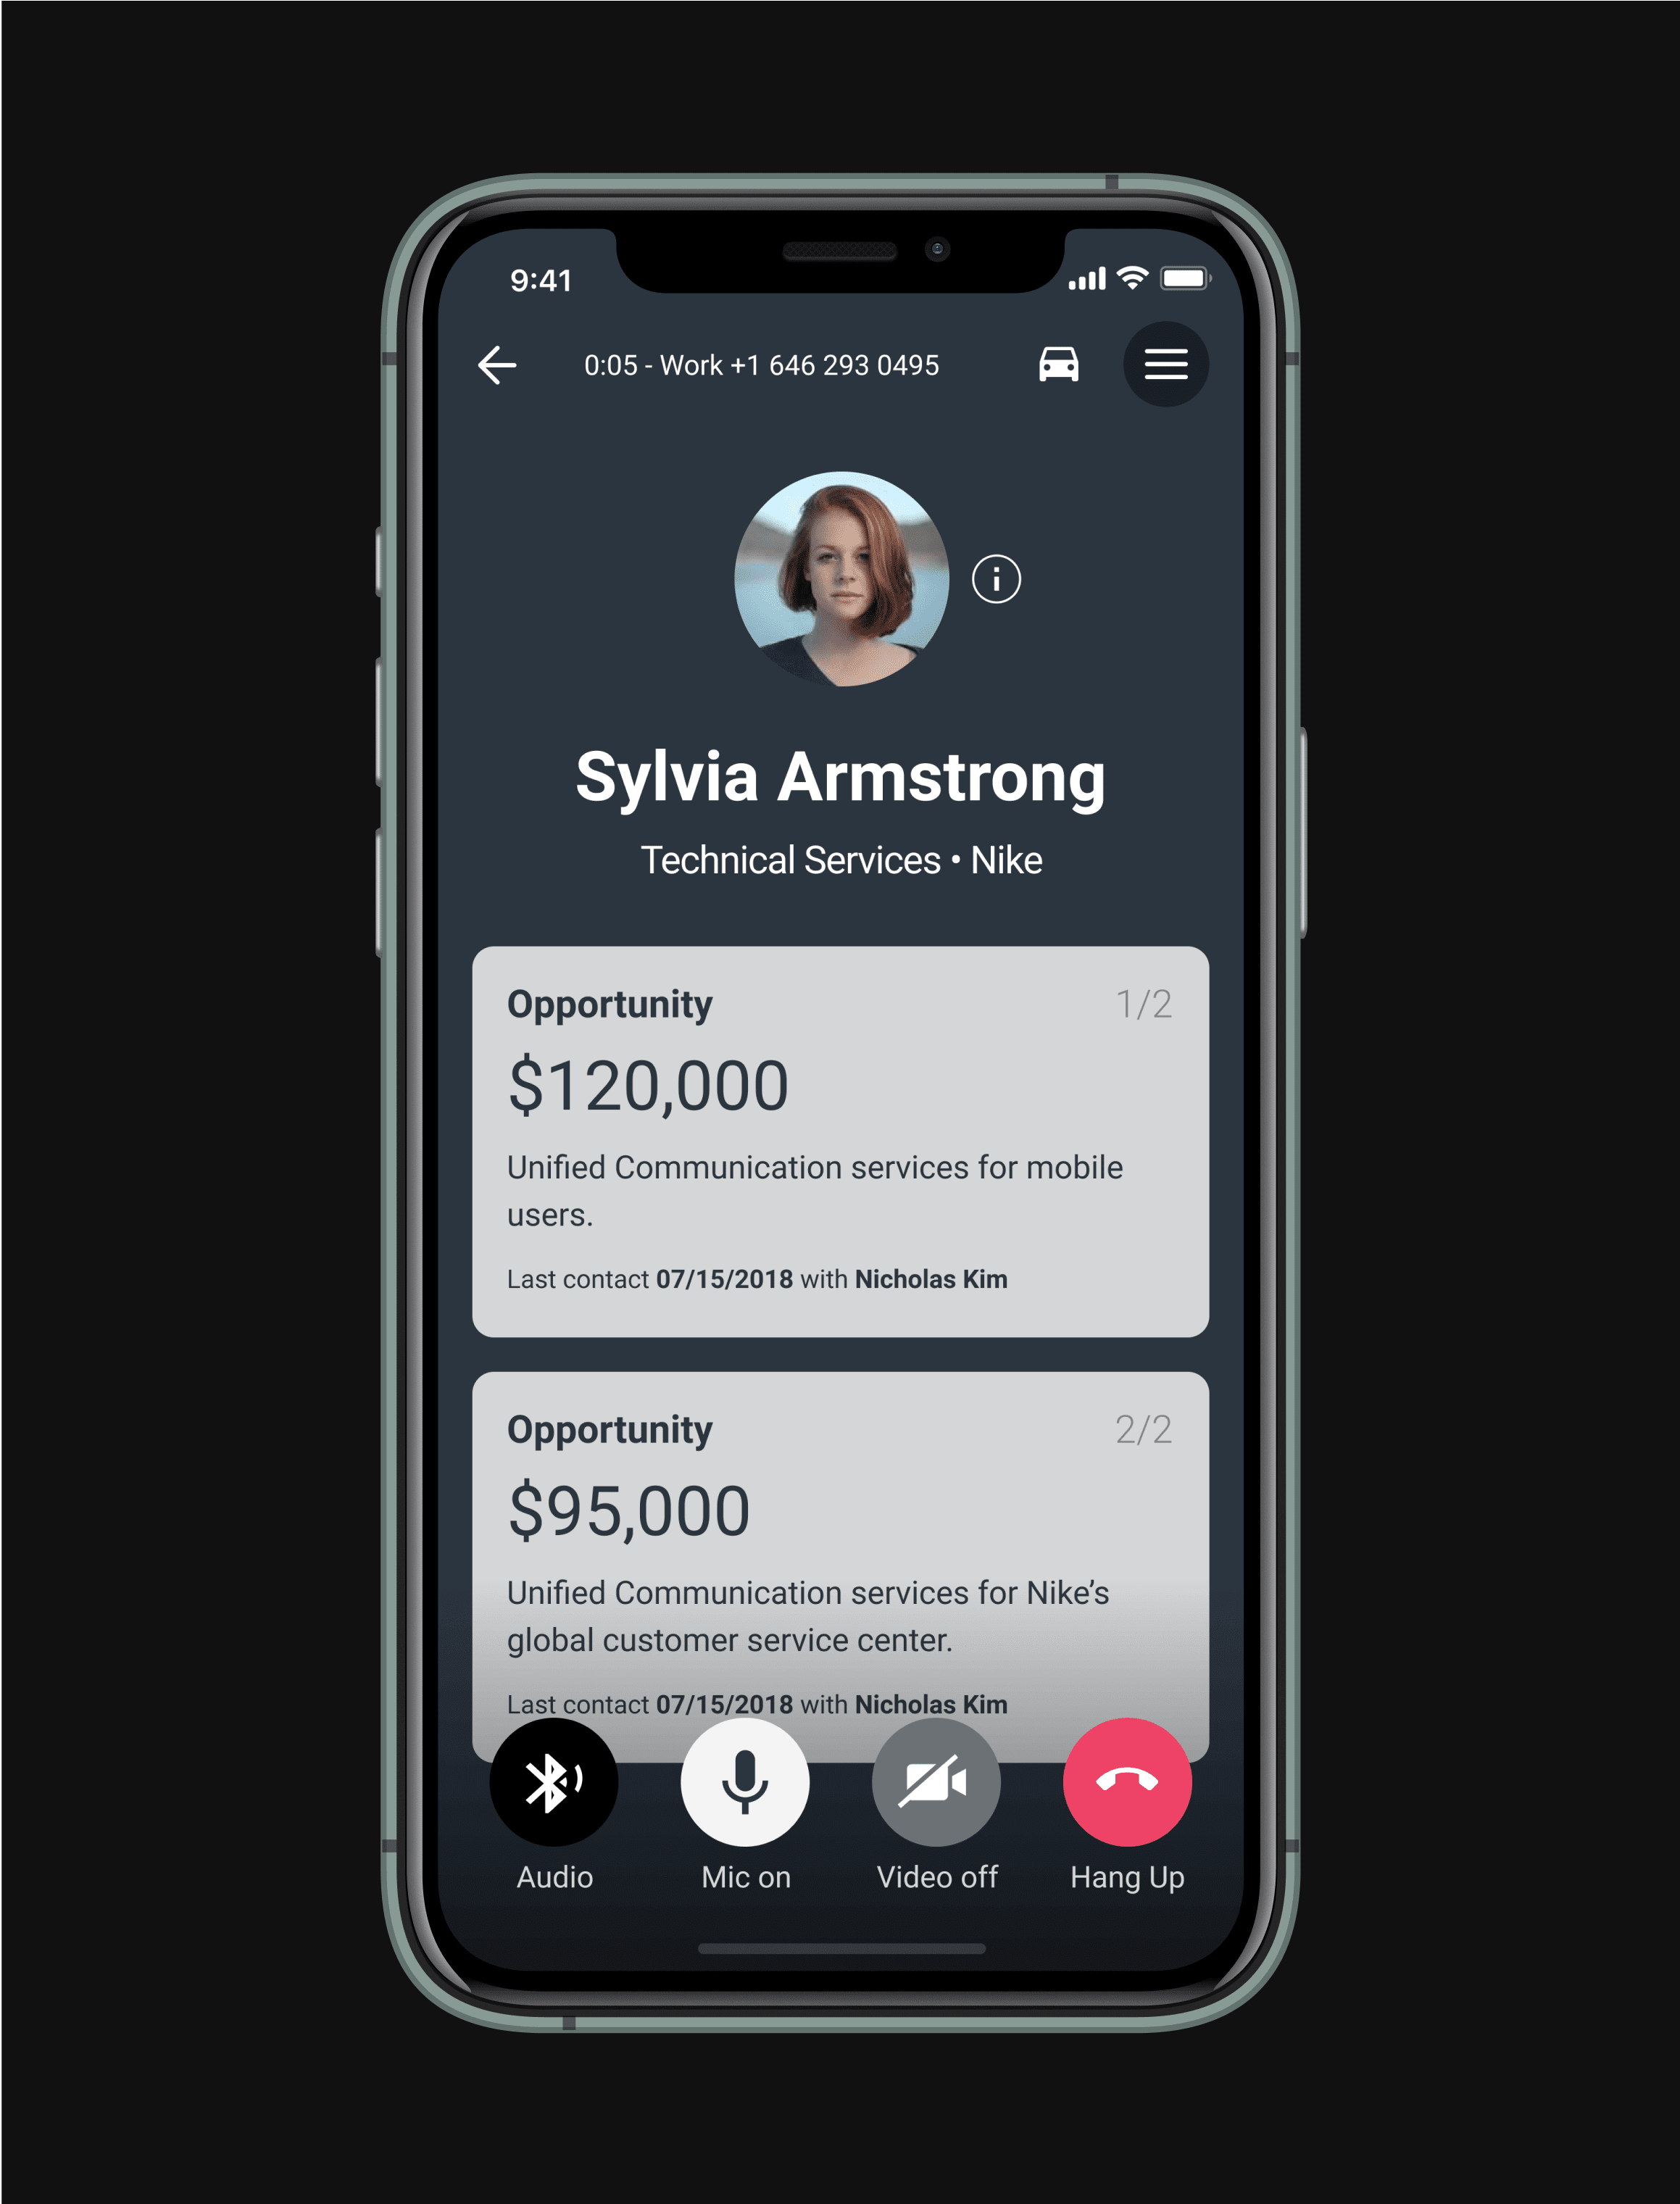 9:41
0:05 - Work +1 646 293 0495
Sylvia Armstrong
Technical Services • Nike
Opportunity 1/2
$120,000
Unified Communication services for mobile
users.
Last contact 07/15/2018 with Nicholas Kim
Opportunity 2/2
$95,000
Unified Communication services for Nike’s
global customer service center.
Last contact 07/15/2018 with Nicholas Kim
Audio Mic on Video off Hang Up